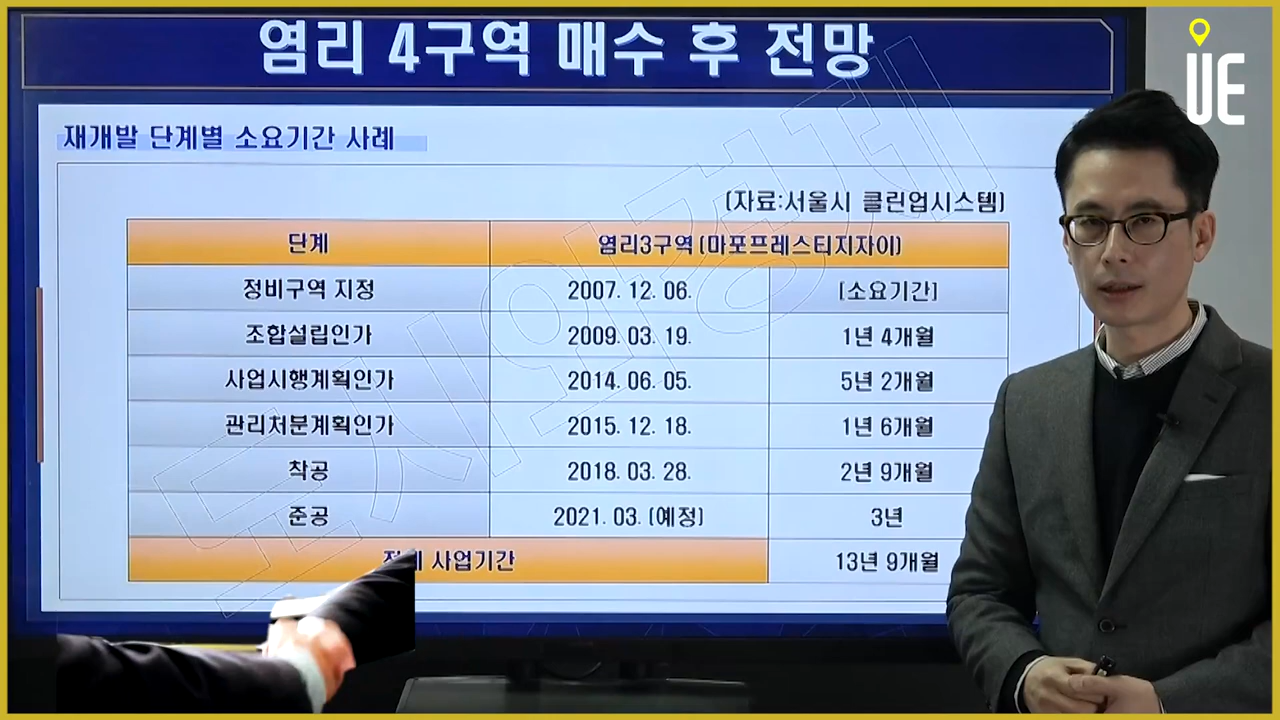 염리 4구역 매수 후 전망
UE
재개발 단계별 소요기간 사례
(자료:서울시 클린업시스템)
단계 염리3구역(마포프레스티지자이)
정비구역 지정 2007. 12. 06. (소요기간)
조합설립인가 2009. 03. 19. 1년 4개월
사업시행계획인가 2014. 06. 05. 5년 2개월
관리처분계획인가 2015. 12. 18. 1년 6개월
착공 2018. 03. 28. 2년 9개월
준공 2021. 03. (예정) 3년
사업기간 13년 9개월
도시와경제